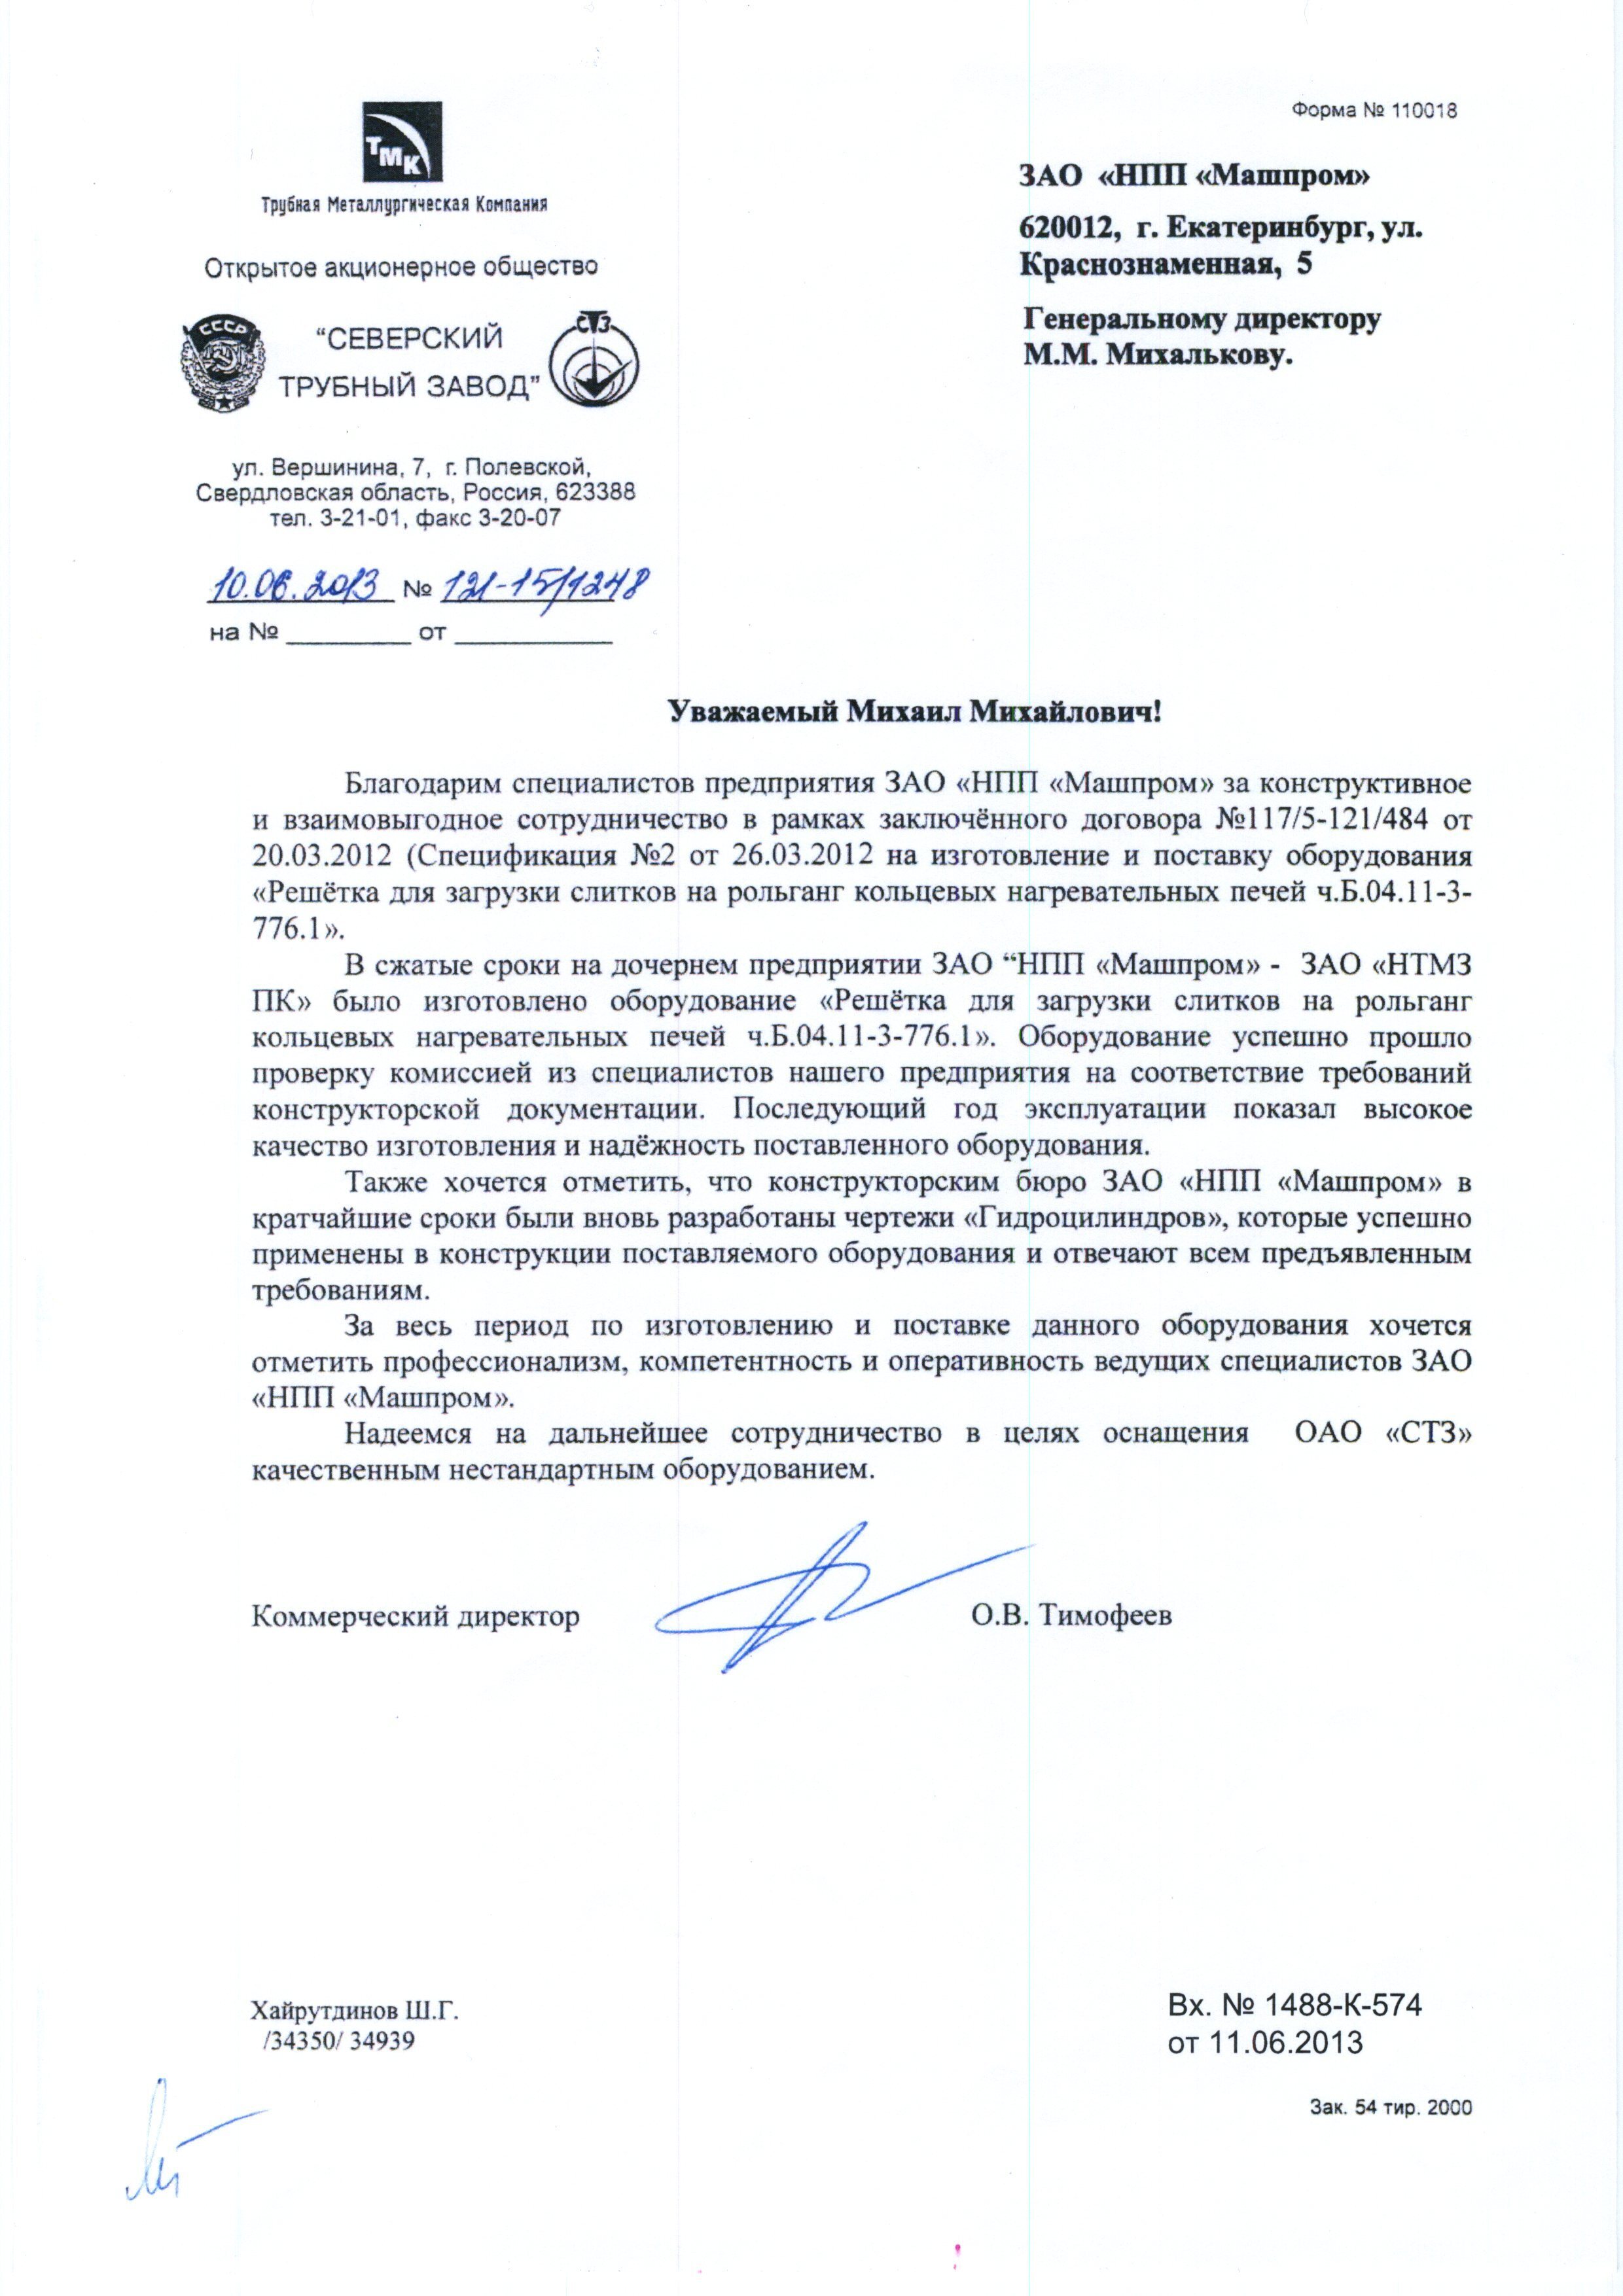 Форма № 110018
ТМК
Трубная Металлургическая Компания
Открытое акционерное общество
СССР
СТЗ
“СЕВЕРСКИЙ
ТРУБНЫЙ ЗАВОД”
ул. Вершинина, 7, г. Полевской,
Свердловская область, Россия, 623388
тел. 3-21-01, факс 3-20-07
10.06.2013 № 121-15/1248
на № _________ от ___________
ЗАО «НПП «Машпром»
620012, г. Екатеринбург, ул.
Краснознаменная, 5
Генеральному директору
М.М. Михалькову.
Уважаемый Михаил Михайлович!
Благодарим специалистов предприятия ЗАО «НПП «Машпром» за конструктивное
и взаимовыгодное сотрудничество в рамках заключённого договора №117/5-121/484 от
20.03.2012 (Спецификация №2 от 26.03.2012 на изготовление и поставку оборудования
«Решётка для загрузки слитков на рольганг кольцевых нагревательных печей ч.Б.04.11-3-
776.1».
В сжатые сроки на дочернем предприятии ЗАО “НПП «Машпром» - ЗАО «НТМЗ
ПК» было изготовлено оборудование «Решётка для загрузки слитков на рольганг
кольцевых нагревательных печей ч.Б.04.11-3-776.1». Оборудование успешно прошло
проверку комиссией из специалистов нашего предприятия на соответствие требований
конструкторской документации. Последующий год эксплуатации показал высокое
качество изготовления и надёжность поставленного оборудования.
Также хочется отметить, что конструкторским бюро ЗАО «НПП «Машпром» в
кратчайшие сроки были вновь разработаны чертежи «Гидроцилиндров», которые успешно
применены в конструкции поставляемого оборудования и отвечают всем предъявленным
требованиям.
За весь период по изготовлению и поставке данного оборудования хочется
отметить профессионализм, компетентность и оперативность ведущих специалистов ЗАО
«НПП «Машпром».
Надеемся на дальнейшее сотрудничество в целях оснащения ОАО «СТЗ»
качественным нестандартным оборудованием.
Коммерческий директор О.В. Тимофеев
Хайрутдинов Ш.Г.
/34350/ 34939
Вх. № 1488-К-574
от 11.06.2013
Зак. 54 тир. 2000